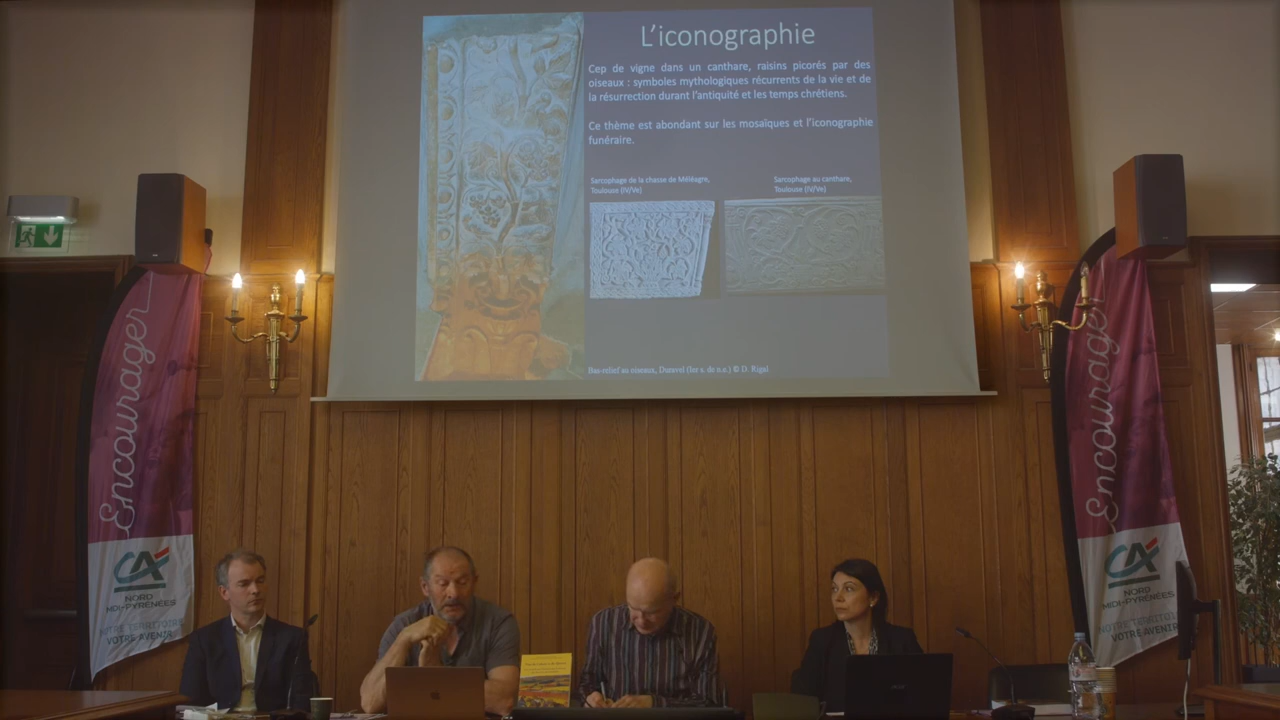 L'iconographie
Cep de vigne dans un canthare, raisins picorés par des
oiseaux : symboles mythologiques récurrents de la vie et de
la résurrection durant l'antiquité et les temps chrétiens.
Ce thème est abondant sur les mosaïques et l'iconographie
funéraire.
Sarcophage de la chasse de Méléagre,
Toulouse (IV/Ve)
Sarcophage au canthare,
Toulouse (IV/Ve)
Bas-relief au oiseaux, Duravel (Ier s. de n.e.) © D. Rigal
Encourager
CA
NORD
MIDI-PYRÉNÉES
NOTRE TERRITOIRE
VOTRE AVENIR
Encourager
CA
NORD
MIDI-PYRÉNÉES
NOTRE TERRITOIRE
VOTRE AVENIR